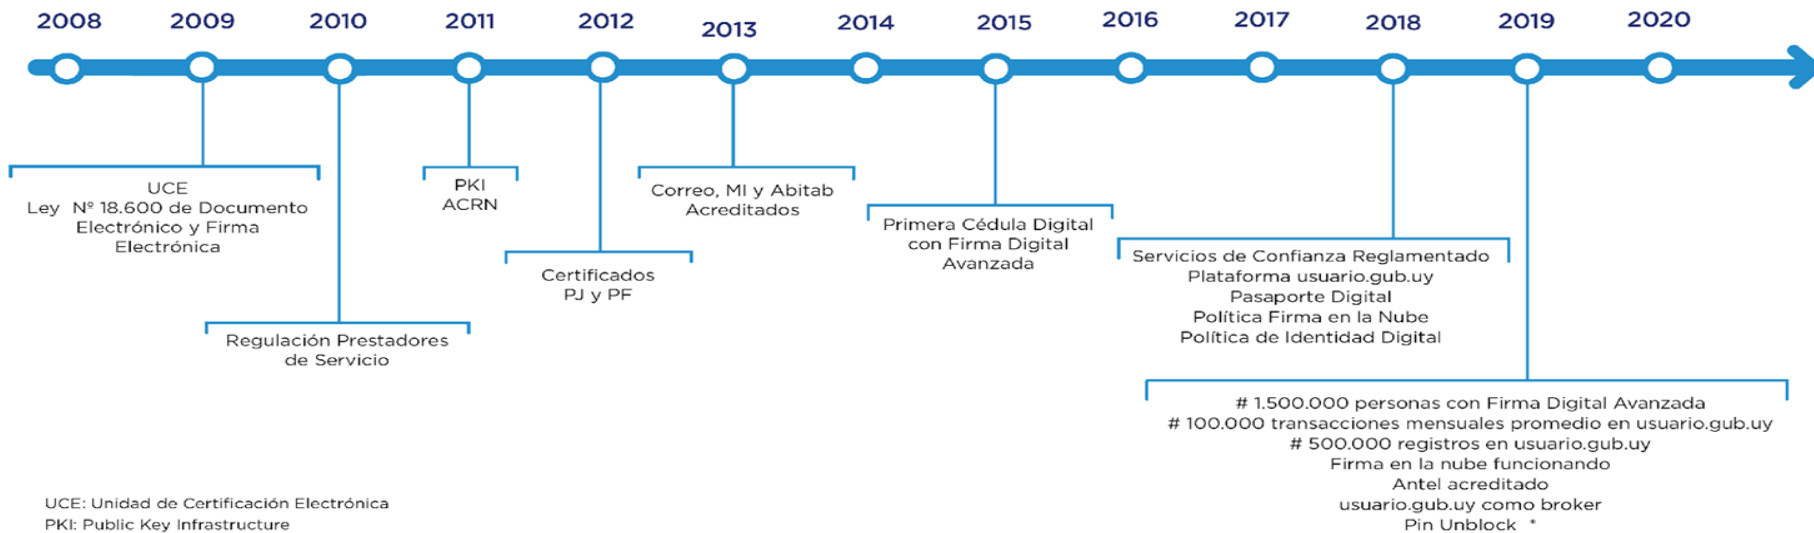 2008 2009 2010 2011 2012 2013 2014 2015 2016 2017 2018 2019 2020
UCE
Ley Nº 18.600 de Documento
Electrónico y Firma
Electrónica
Regulación Prestadores
de Servicio
PKI
ACRN
Certificados
PJ y PF
Correo, MI y Abitab
Acreditados
Primera Cédula Digital
con Firma Digital
Avanzada
Servicios de Confianza Reglamentado
Plataforma usuario.gub.uy
Pasaporte Digital
Política Firma en la Nube
Política de Identidad Digital
# 1.500.000 personas con Firma Digital Avanzada
# 100.000 transacciones mensuales promedio en usuario.gub.uy
# 500.000 registros en usuario.gub.uy
Firma en la nube funcionando
Antel acreditado
usuario.gub.uy como broker
Pin Unblock *
UCE: Unidad de Certificación Electrónica
PKI: Public Key Infrastructure